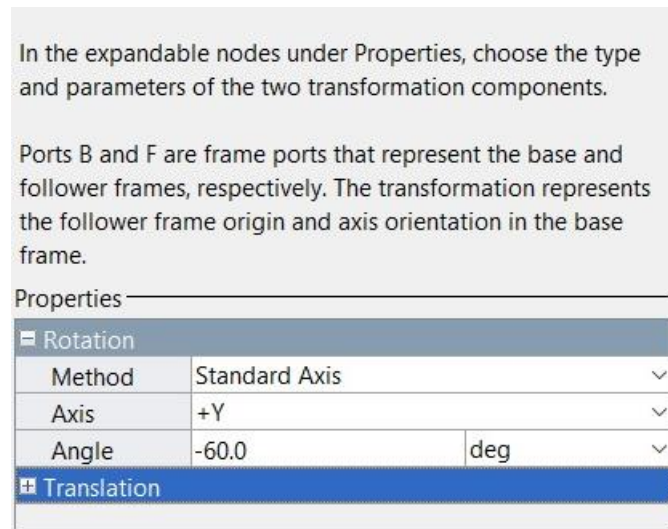 In the expandable nodes under Properties, choose the type
and parameters of the two transformation components.
Ports B and F are frame ports that represent the base and
follower frames, respectively. The transformation represents
the follower frame origin and axis orientation in the base
frame.
Properties
Rotation
Method Standard Axis
Axis +Y
Angle -60.0 deg
Translation